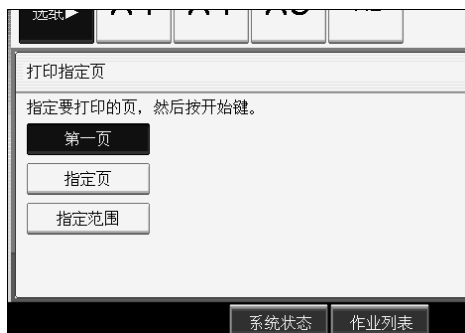 选纸▶
打印指定页
指定要打印的页，然后按开始键。
第一页
指定页
指定范围
系统状态 作业列表